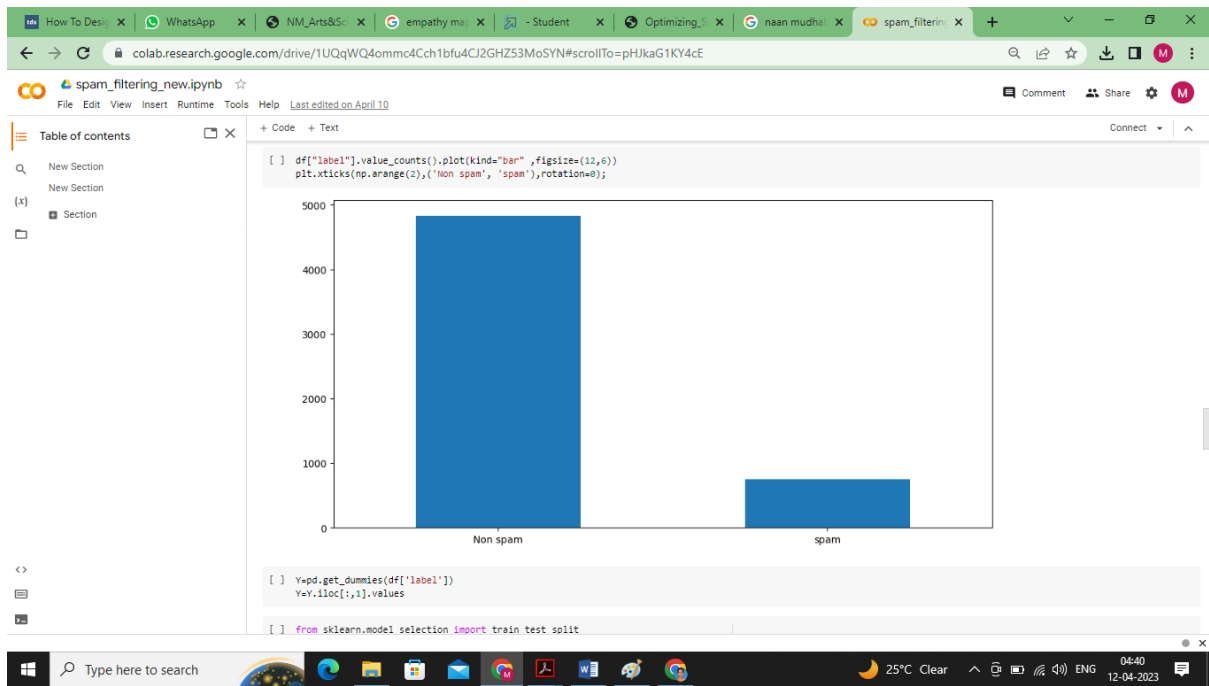 How To Desig
WhatsApp
NM_Arts&Sci
empathy map
- Student
Optimizing_S
naan mudhal
spam_filtering
colab.research.google.com/drive/1UQqWQ4ommc4Cch1bfu4CJ2GHZ53MoSYN#scrollTo=pHJkaG1KY4cE
M
CO
spam_filtering_new.ipynb
Comment
Share
M
File Edit View Insert Runtime Tools Help Last edited on April 10
Table of contents
+ Code + Text
Connect
New Section
New Section
Section
{x}
[ ] df["label"].value_counts().plot(kind="bar" ,figsize=(12,6))
plt.xticks(np.arange(2),('Non spam', 'spam'),rotation=0);
5000
4000
3000
2000
1000
0
Non spam
spam
[ ] Y=pd.get_dummies(df['label'])
Y=Y.iloc[:,1].values
[ ] from sklearn.model_selection import train_test_split
Type here to search
25°C Clear
ENG
04:40
12-04-2023